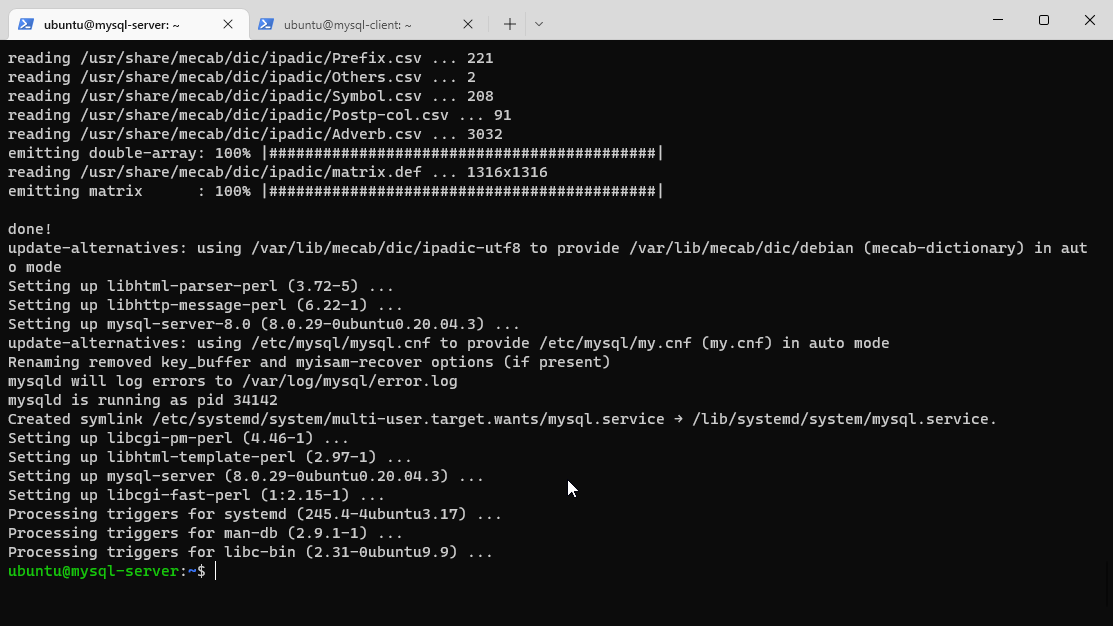 ubuntu@mysql-server: ~
ubuntu@mysql-client: ~
reading /usr/share/mecab/dic/ipadic/Prefix.csv ... 221
reading /usr/share/mecab/dic/ipadic/Others.csv ... 2
reading /usr/share/mecab/dic/ipadic/Symbol.csv ... 208
reading /usr/share/mecab/dic/ipadic/Postp-col.csv ... 91
reading /usr/share/mecab/dic/ipadic/Adverb.csv ... 3032
emitting double-array: 100% |###########################################|
reading /usr/share/mecab/dic/ipadic/matrix.def ... 1316x1316
emitting matrix      : 100% |###########################################|
done!
update-alternatives: using /var/lib/mecab/dic/ipadic-utf8 to provide /var/lib/mecab/dic/debian (mecab-dictionary) in aut
o mode
Setting up libhtml-parser-perl (3.72-5) ...
Setting up libhttp-message-perl (6.22-1) ...
Setting up mysql-server-8.0 (8.0.29-0ubuntu0.20.04.3) ...
update-alternatives: using /etc/mysql/mysql.cnf to provide /etc/mysql/my.cnf (my.cnf) in auto mode
Renaming removed key_buffer and myisam-recover options (if present)
mysqld will log errors to /var/log/mysql/error.log
mysqld is running as pid 34142
Created symlink /etc/systemd/system/multi-user.target.wants/mysql.service → /lib/systemd/system/mysql.service.
Setting up libcgi-pm-perl (4.46-1) ...
Setting up libhtml-template-perl (2.97-1) ...
Setting up mysql-server (8.0.29-0ubuntu0.20.04.3) ...
Setting up libcgi-fast-perl (1:2.15-1) ...
Processing triggers for systemd (245.4-4ubuntu3.17) ...
Processing triggers for man-db (2.9.1-1) ...
Processing triggers for libc-bin (2.31-0ubuntu9.9) ...
ubuntu@mysql-server:~$